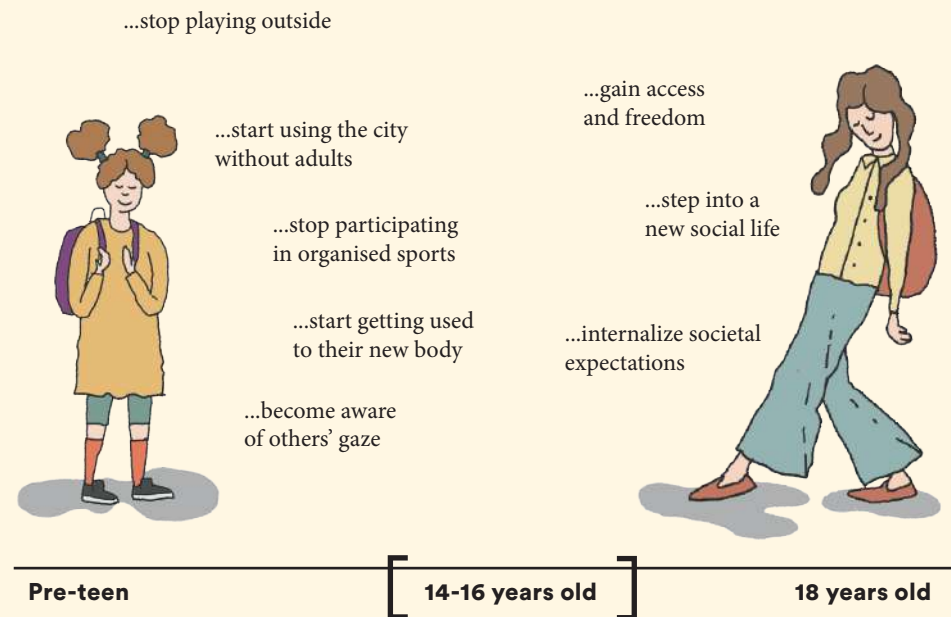 ...stop playing outside
...start using the city
without adults
...stop participating
in organised sports
...start getting used
to their new body
...become aware
of others’ gaze
...gain access
and freedom
...step into a
new social life
...internalize societal
expectations
Pre-teen
14-16 years old
18 years old